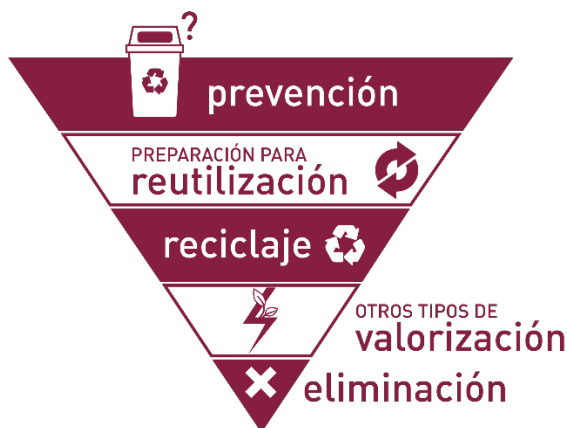 ?
prevención
PREPARACIÓN PARA
reutilización
reciclaje
OTROS TIPOS DE
valorización
eliminación